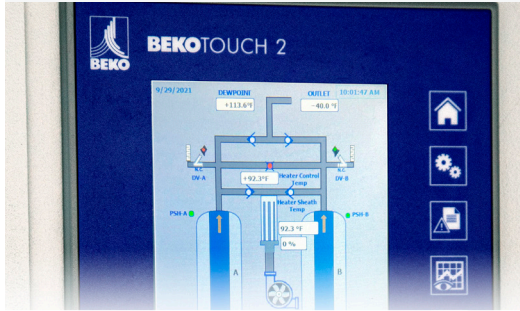 BEKO
BEKOTOUCH 2
9/29/2021
DEWPOINT
OUTLET
10:01:47 AM
+113.6°F
-40.0 °F
N.C.
DV-A
N.C.
DV-B
+92.3°F
Heater Control
Temp
Heater Sheath
Temp
PSH-A
PSH-B
92.3 °F
0 %
A
B